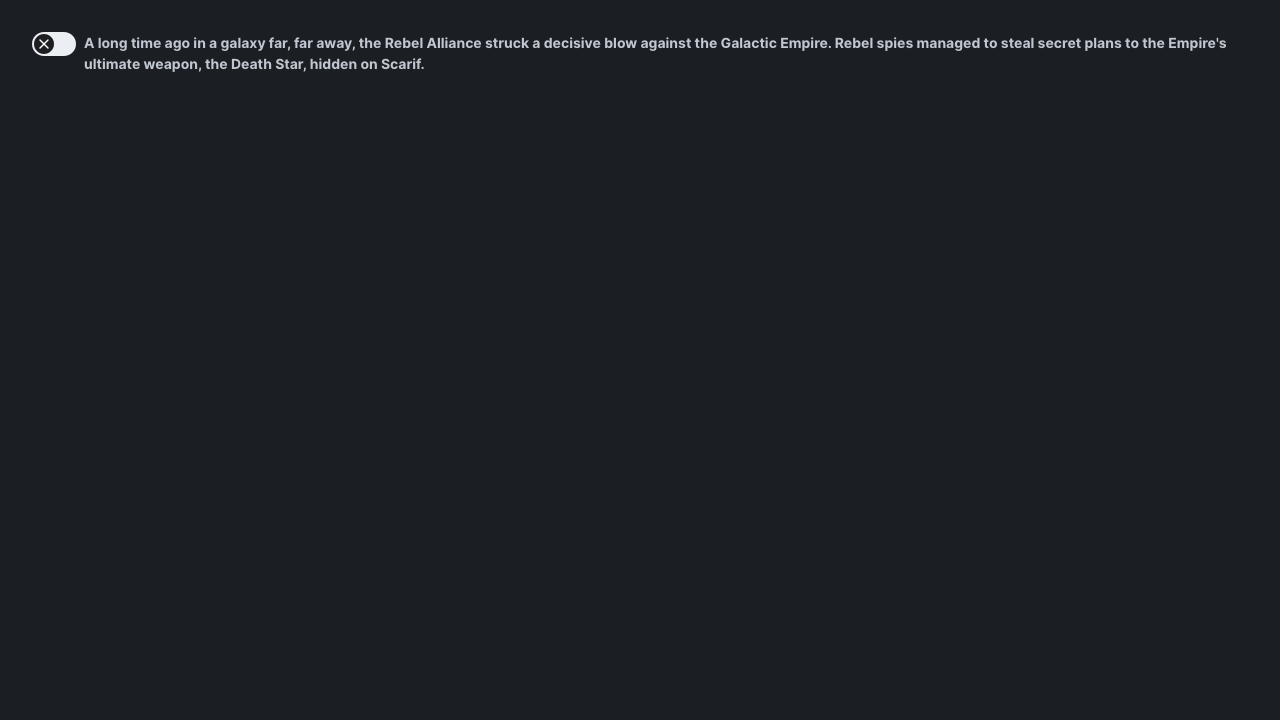 A long time ago in a galaxy far, far away, the Rebel Alliance struck a decisive blow against the Galactic Empire. Rebel spies managed to steal secret plans to the Empire's
ultimate weapon, the Death Star, hidden on Scarif.